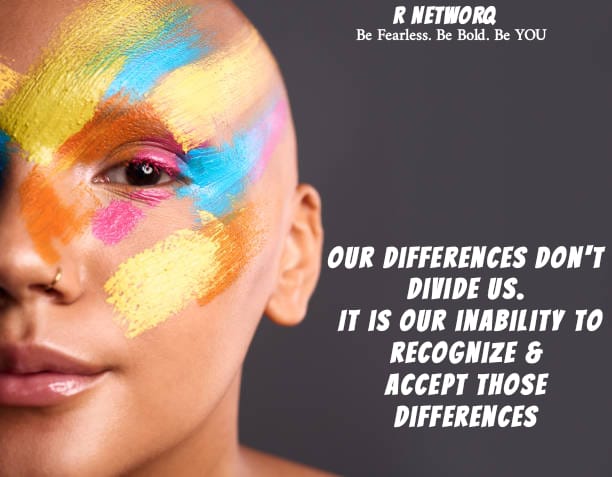 R NETWORQ
Be Fearless. Be Bold. Be YOU
OUR DIFFERENCES DON'T
DIVIDE US.
IT IS OUR INABILITY TO
RECOGNIZE &
ACCEPT THOSE
DIFFERENCES